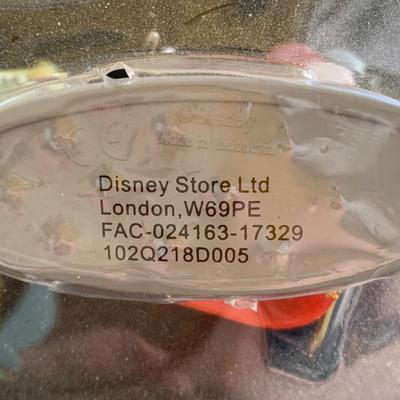 ©Disney
Made in Indonesia
Disney Store Ltd
London,W69PE
FAC-024163-17329
102Q218D005